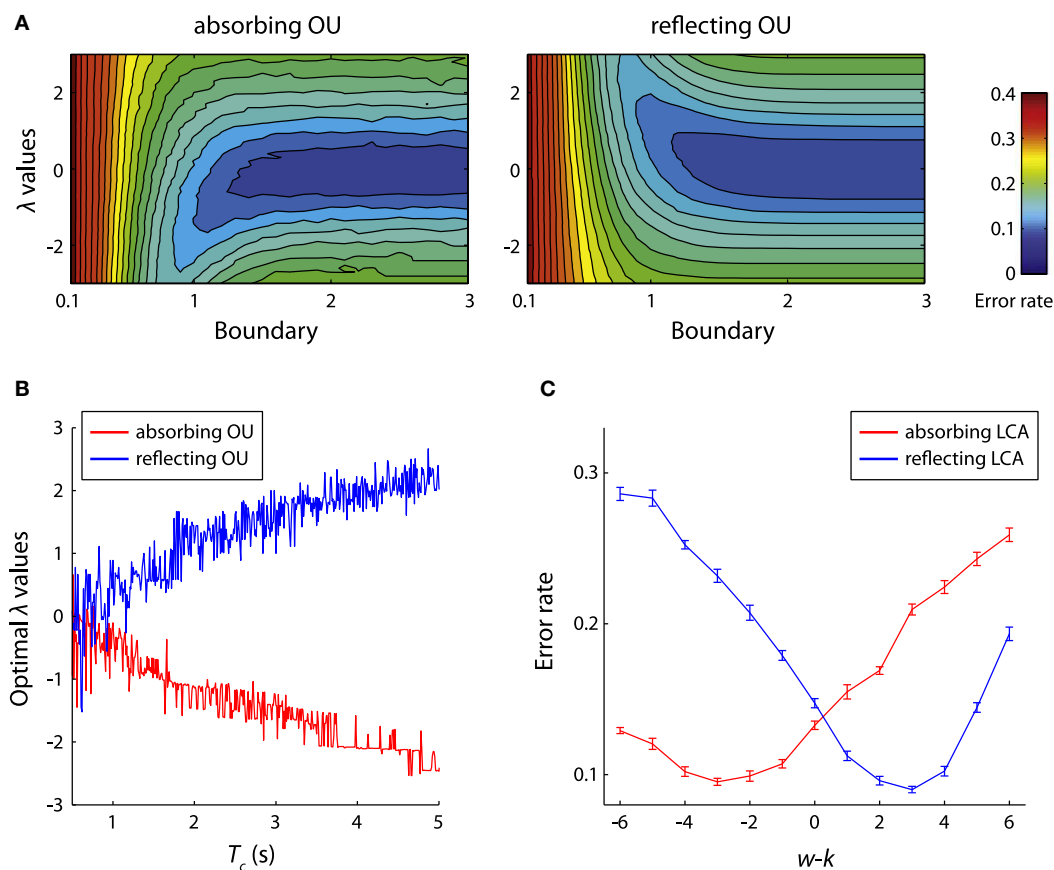 A
absorbing OU
reflecting OU
λ values
2
0
-2
0.1
1
2
3
Boundary
2
0
-2
0.1
1
2
3
Boundary
0.4
0.3
0.2
0.1
0
Error rate
B
absorbing OU
reflecting OU
Optimal λ values
3
2
1
0
-1
-2
-3
1
2
3
4
5
T_c (s)
C
absorbing LCA
reflecting LCA
Error rate
0.3
0.2
0.1
-6
-4
-2
0
2
4
6
w-k